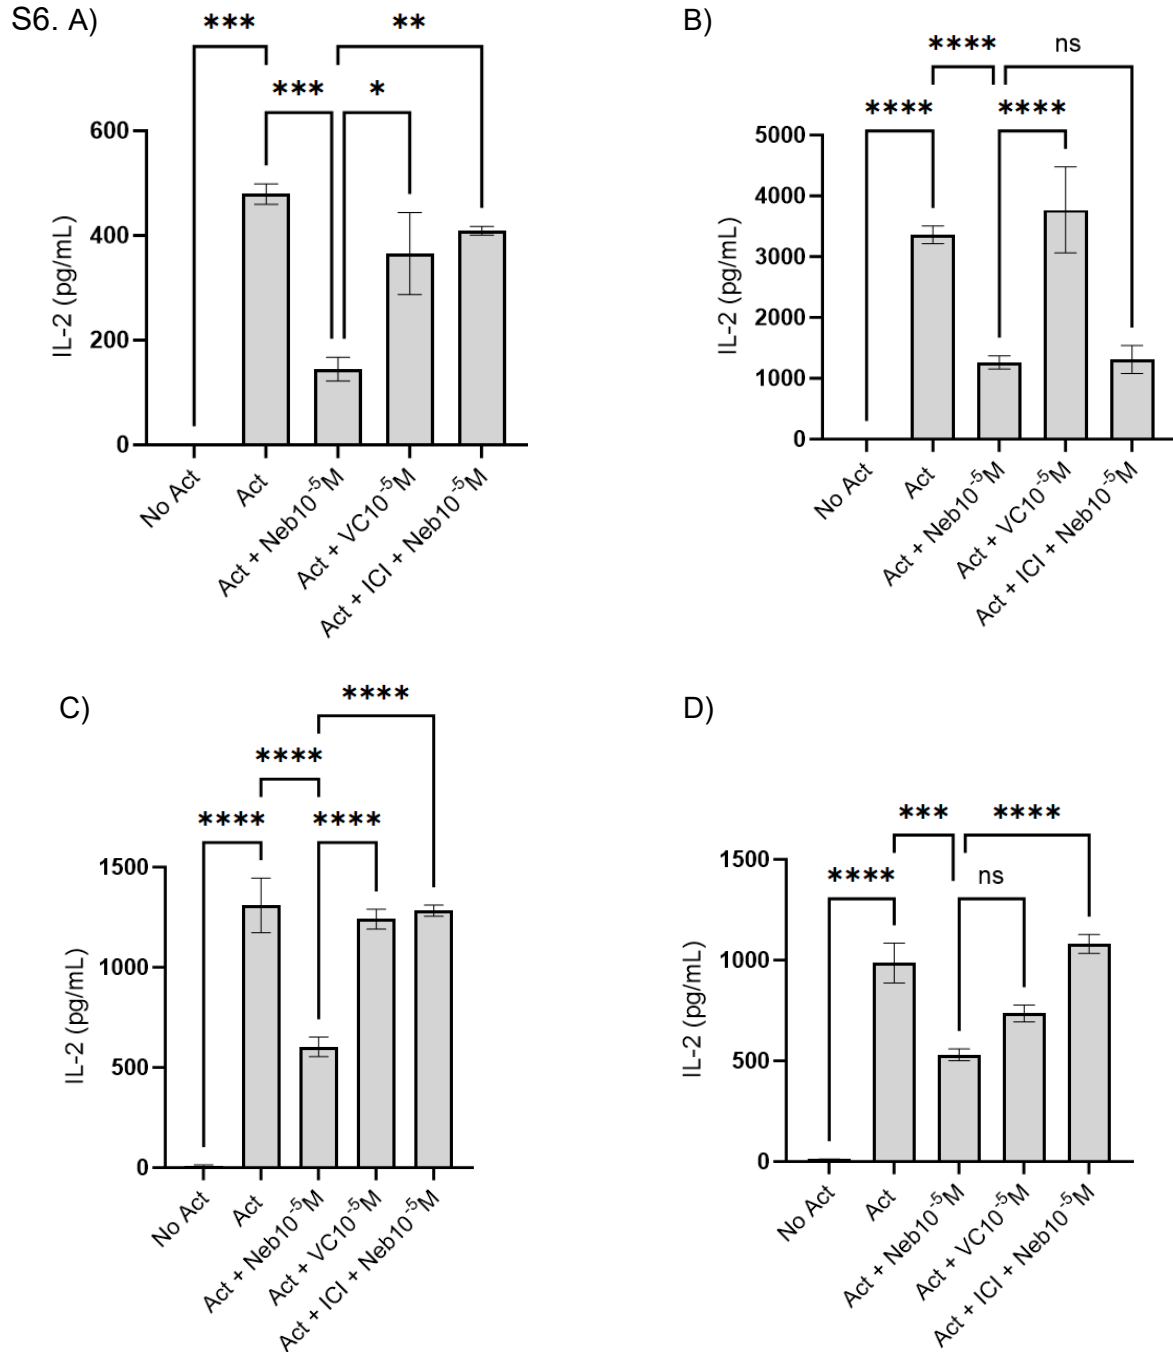 S6. A)
***
**
***
*
600
400
200
0
IL-2 (pg/mL)
No Act
Act
Act + Neb10⁻⁵M
Act + VC10⁻⁵M
Act + ICI + Neb10⁻⁵M
B)
****
ns
****
****
5000
4000
3000
2000
1000
0
IL-2 (pg/mL)
No Act
Act
Act + Neb10⁻⁵M
Act + VC10⁻⁵M
Act + ICI + Neb10⁻⁵M
C)
****
****
****
****
1500
1000
500
0
IL-2 (pg/mL)
No Act
Act
Act + Neb10⁻⁵M
Act + VC10⁻⁵M
Act + ICI + Neb10⁻⁵M
D)
***
****
****
ns
1500
1000
500
0
IL-2 (pg/mL)
No Act
Act
Act + Neb10⁻⁵M
Act + VC10⁻⁵M
Act + ICI + Neb10⁻⁵M